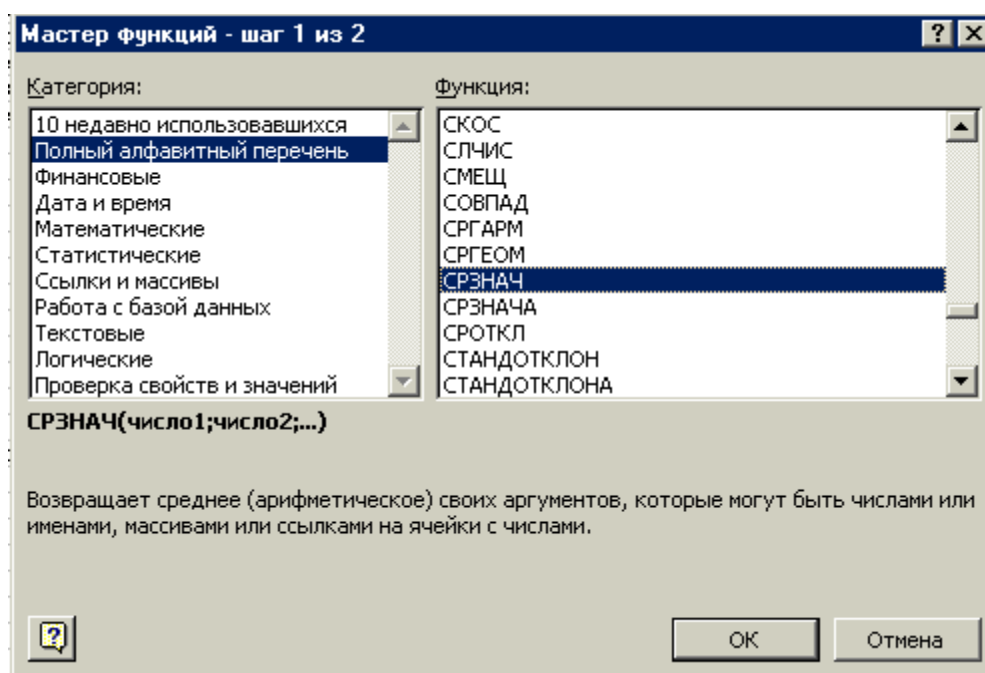 Мастер функций - шаг 1 из 2
Категория:
10 недавно использовавшихся
Полный алфавитный перечень
Финансовые
Дата и время
Математические
Статистические
Ссылки и массивы
Работа с базой данных
Текстовые
Логические
Проверка свойств и значений
Функция:
СКОС
СЛЧИС
СМЕЩ
СОВПАД
СРГАРМ
СРГЕОМ
СРЗНАЧ
СРЗНАЧА
СРОТКЛ
СТАНДОТКЛОН
СТАНДОТКЛОНА
СРЗНАЧ(число1;число2;...)
Возвращает среднее (арифметическое) своих аргументов, которые могут быть числами или
именами, массивами или ссылками на ячейки с числами.
ОК
Отмена